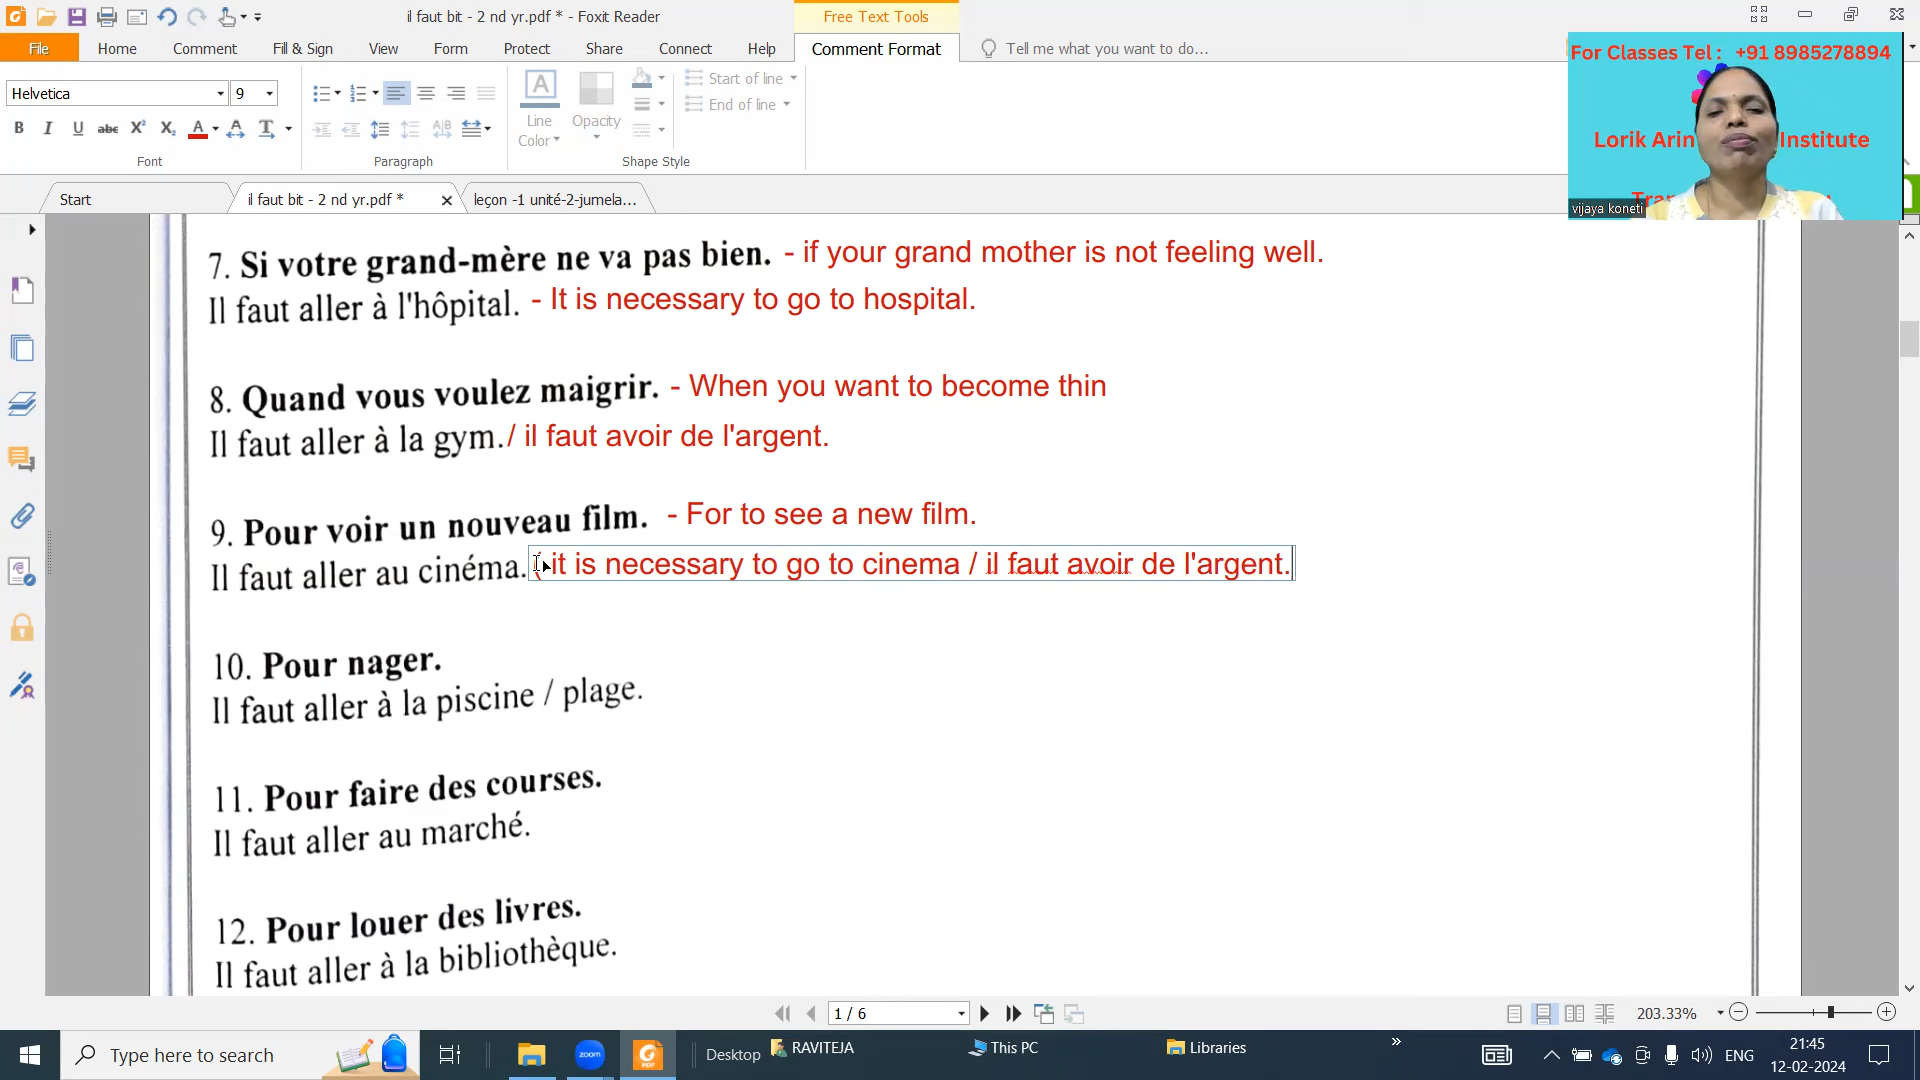 il faut bit - 2 nd yr.pdf * - Foxit Reader
Free Text Tools
File Home Comment Fill & Sign View Form Protect Share Connect Help Comment Format Tell me what you want to do...
For Classes Tel : +91 8985278894
Helvetica 9
Start of line
End of line
Line Color
Opacity
Font Paragraph Shape Style
Lorik Arin Institute
vijaya koneti
Start
il faut bit - 2 nd yr.pdf *
leçon -1 unité-2-jumela...
7. Si votre grand-mère ne va pas bien. - if your grand mother is not feeling well.
Il faut aller à l'hôpital. - It is necessary to go to hospital.
8. Quand vous voulez maigrir. - When you want to become thin
Il faut aller à la gym. / il faut avoir de l'argent.
9. Pour voir un nouveau film. - For to see a new film.
Il faut aller au cinéma. ( it is necessary to go to cinema / il faut avoir de l'argent.
10. Pour nager.
Il faut aller à la piscine / plage.
11. Pour faire des courses.
Il faut aller au marché.
12. Pour louer des livres.
Il faut aller à la bibliothèque.
1 / 6
203.33%
Type here to search
zoom
Desktop
RAVITEJA
This PC
Libraries
ENG
21:45
12-02-2024